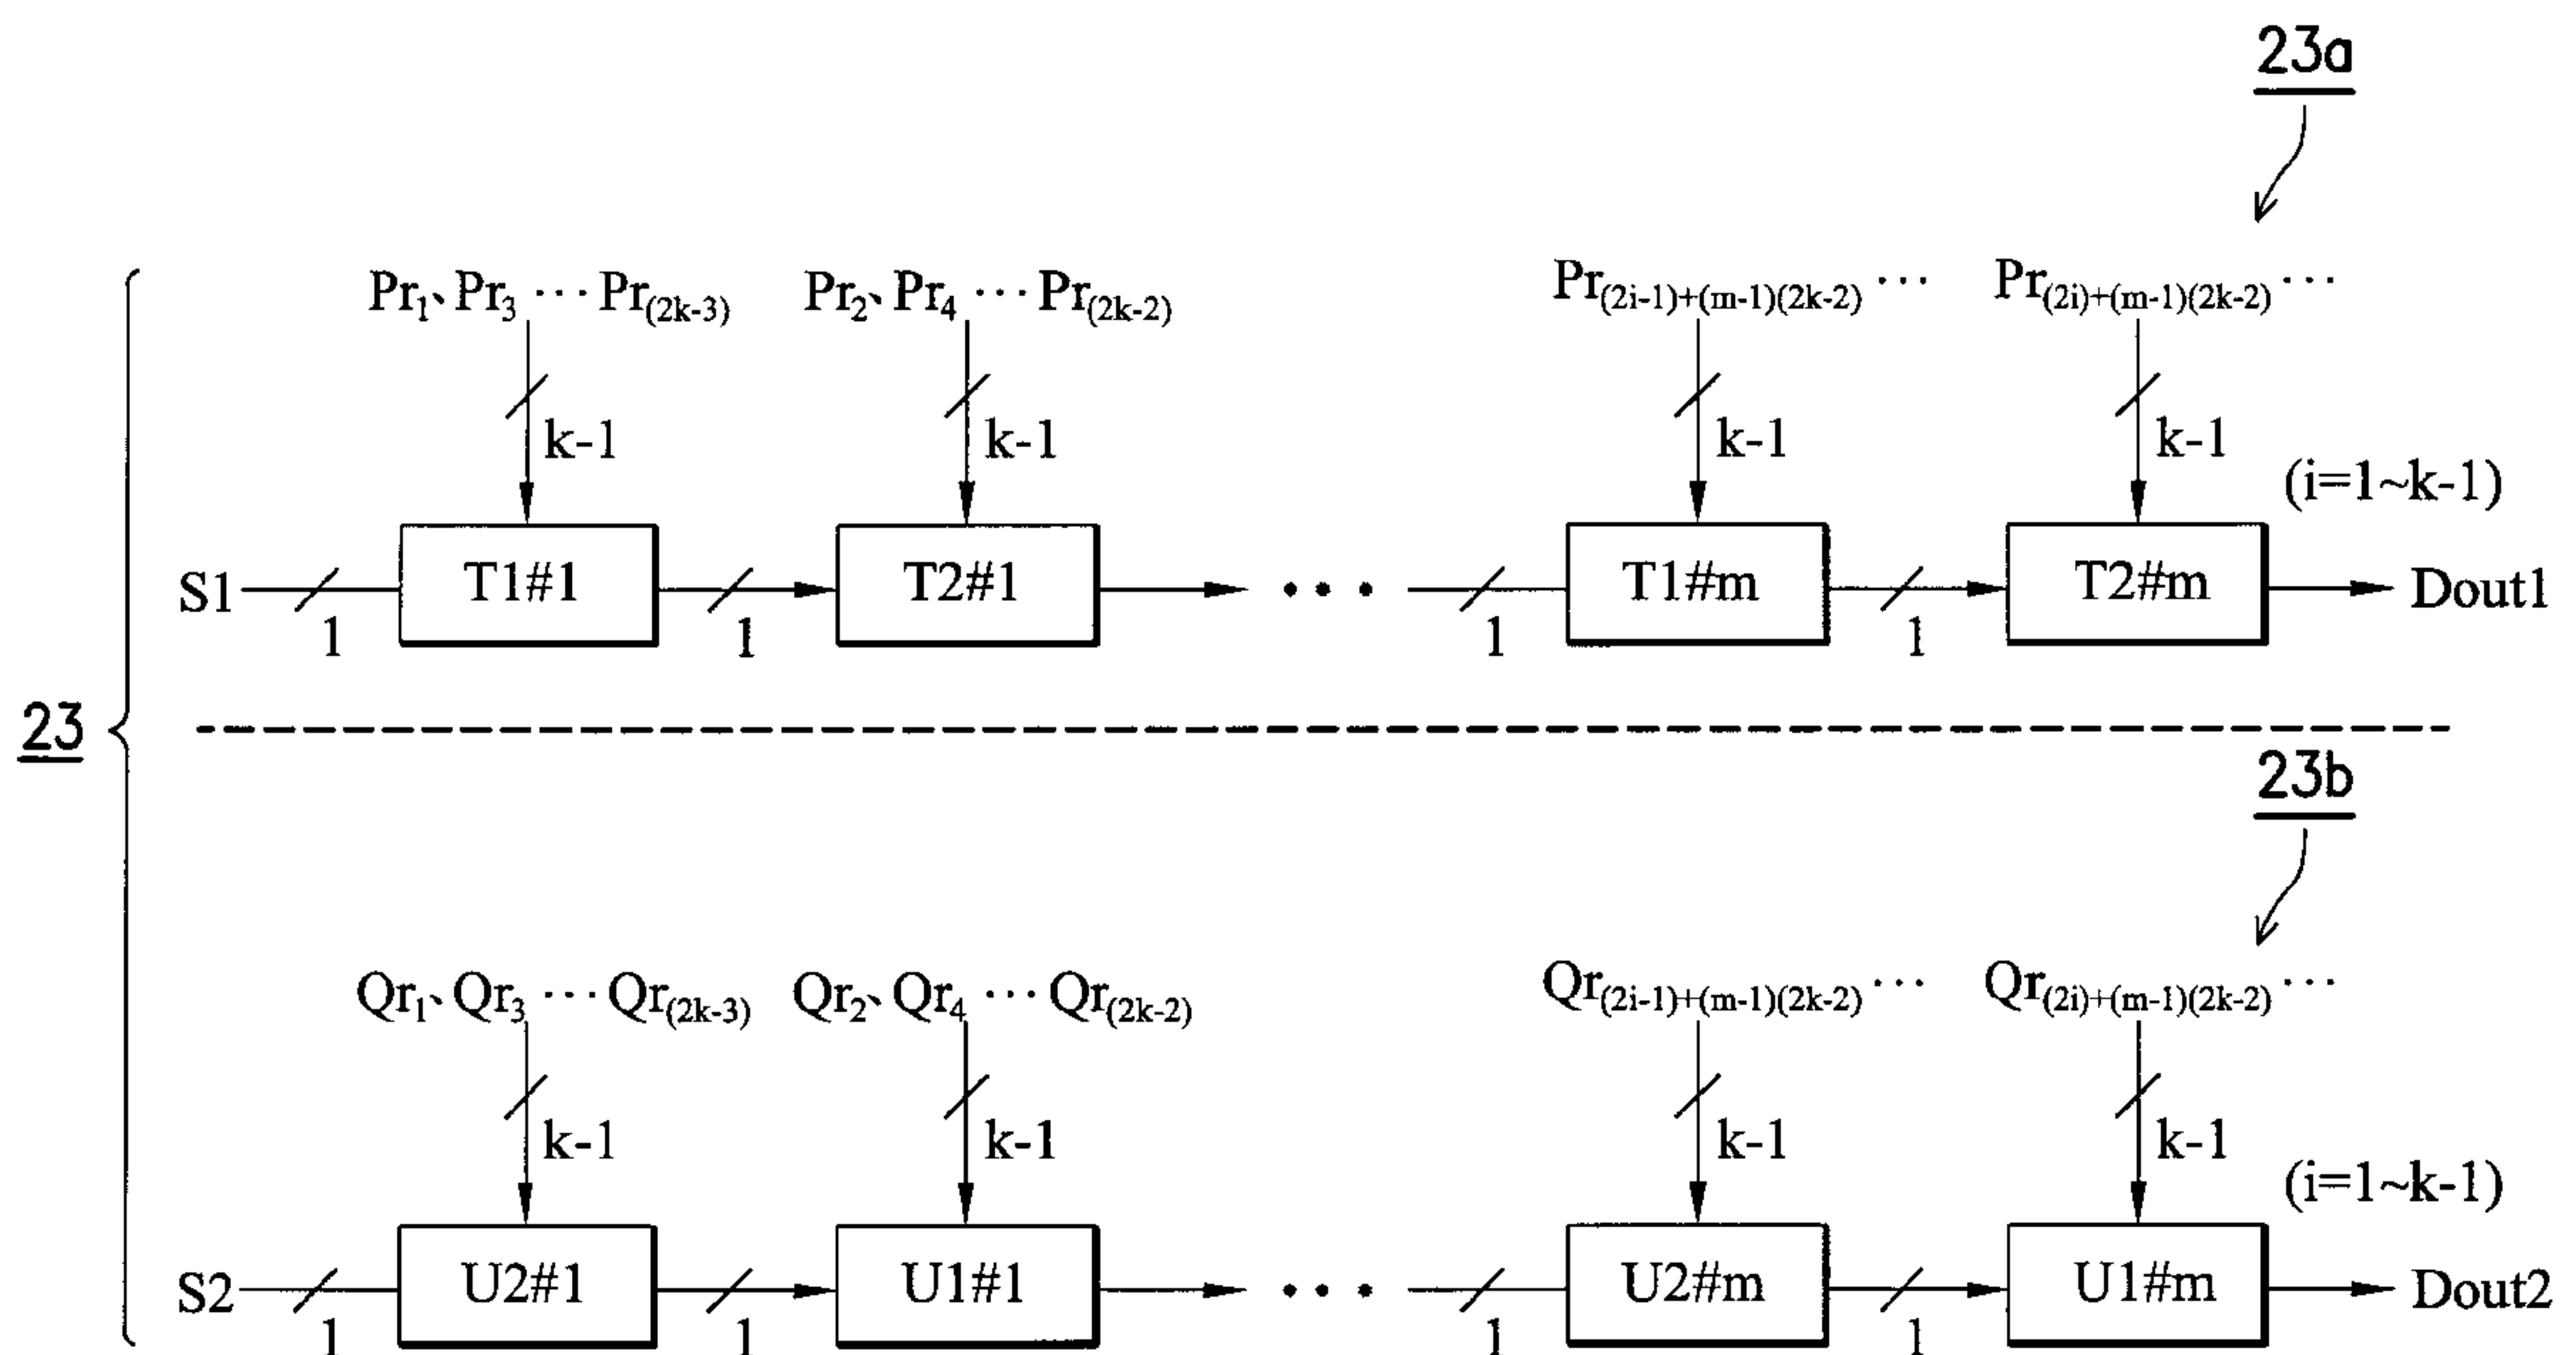 23a
Pr₁、Pr₃ ⋯ Pr₍₂ₖ₋₃₎ Pr₂、Pr₄ ⋯ Pr₍₂ₖ₋₂₎ Pr(2i-1)+(m-1)(2k-2) ⋯ Pr(2i)+(m-1)(2k-2) ⋯
k-1 k-1 k-1 k-1
(i=1~k-1)
S1 T1#1 T2#1 • • • T1#m T2#m Dout1
1 1 1 1
23
23b
Qr₁、Qr₃ ⋯ Qr₍₂ₖ₋₃₎ Qr₂、Qr₄ ⋯ Qr₍₂ₖ₋₂₎ Qr(2i-1)+(m-1)(2k-2) ⋯ Qr(2i)+(m-1)(2k-2) ⋯
k-1 k-1 k-1 k-1
(i=1~k-1)
S2 U2#1 U1#1 • • • U2#m U1#m Dout2
1 1 1 1